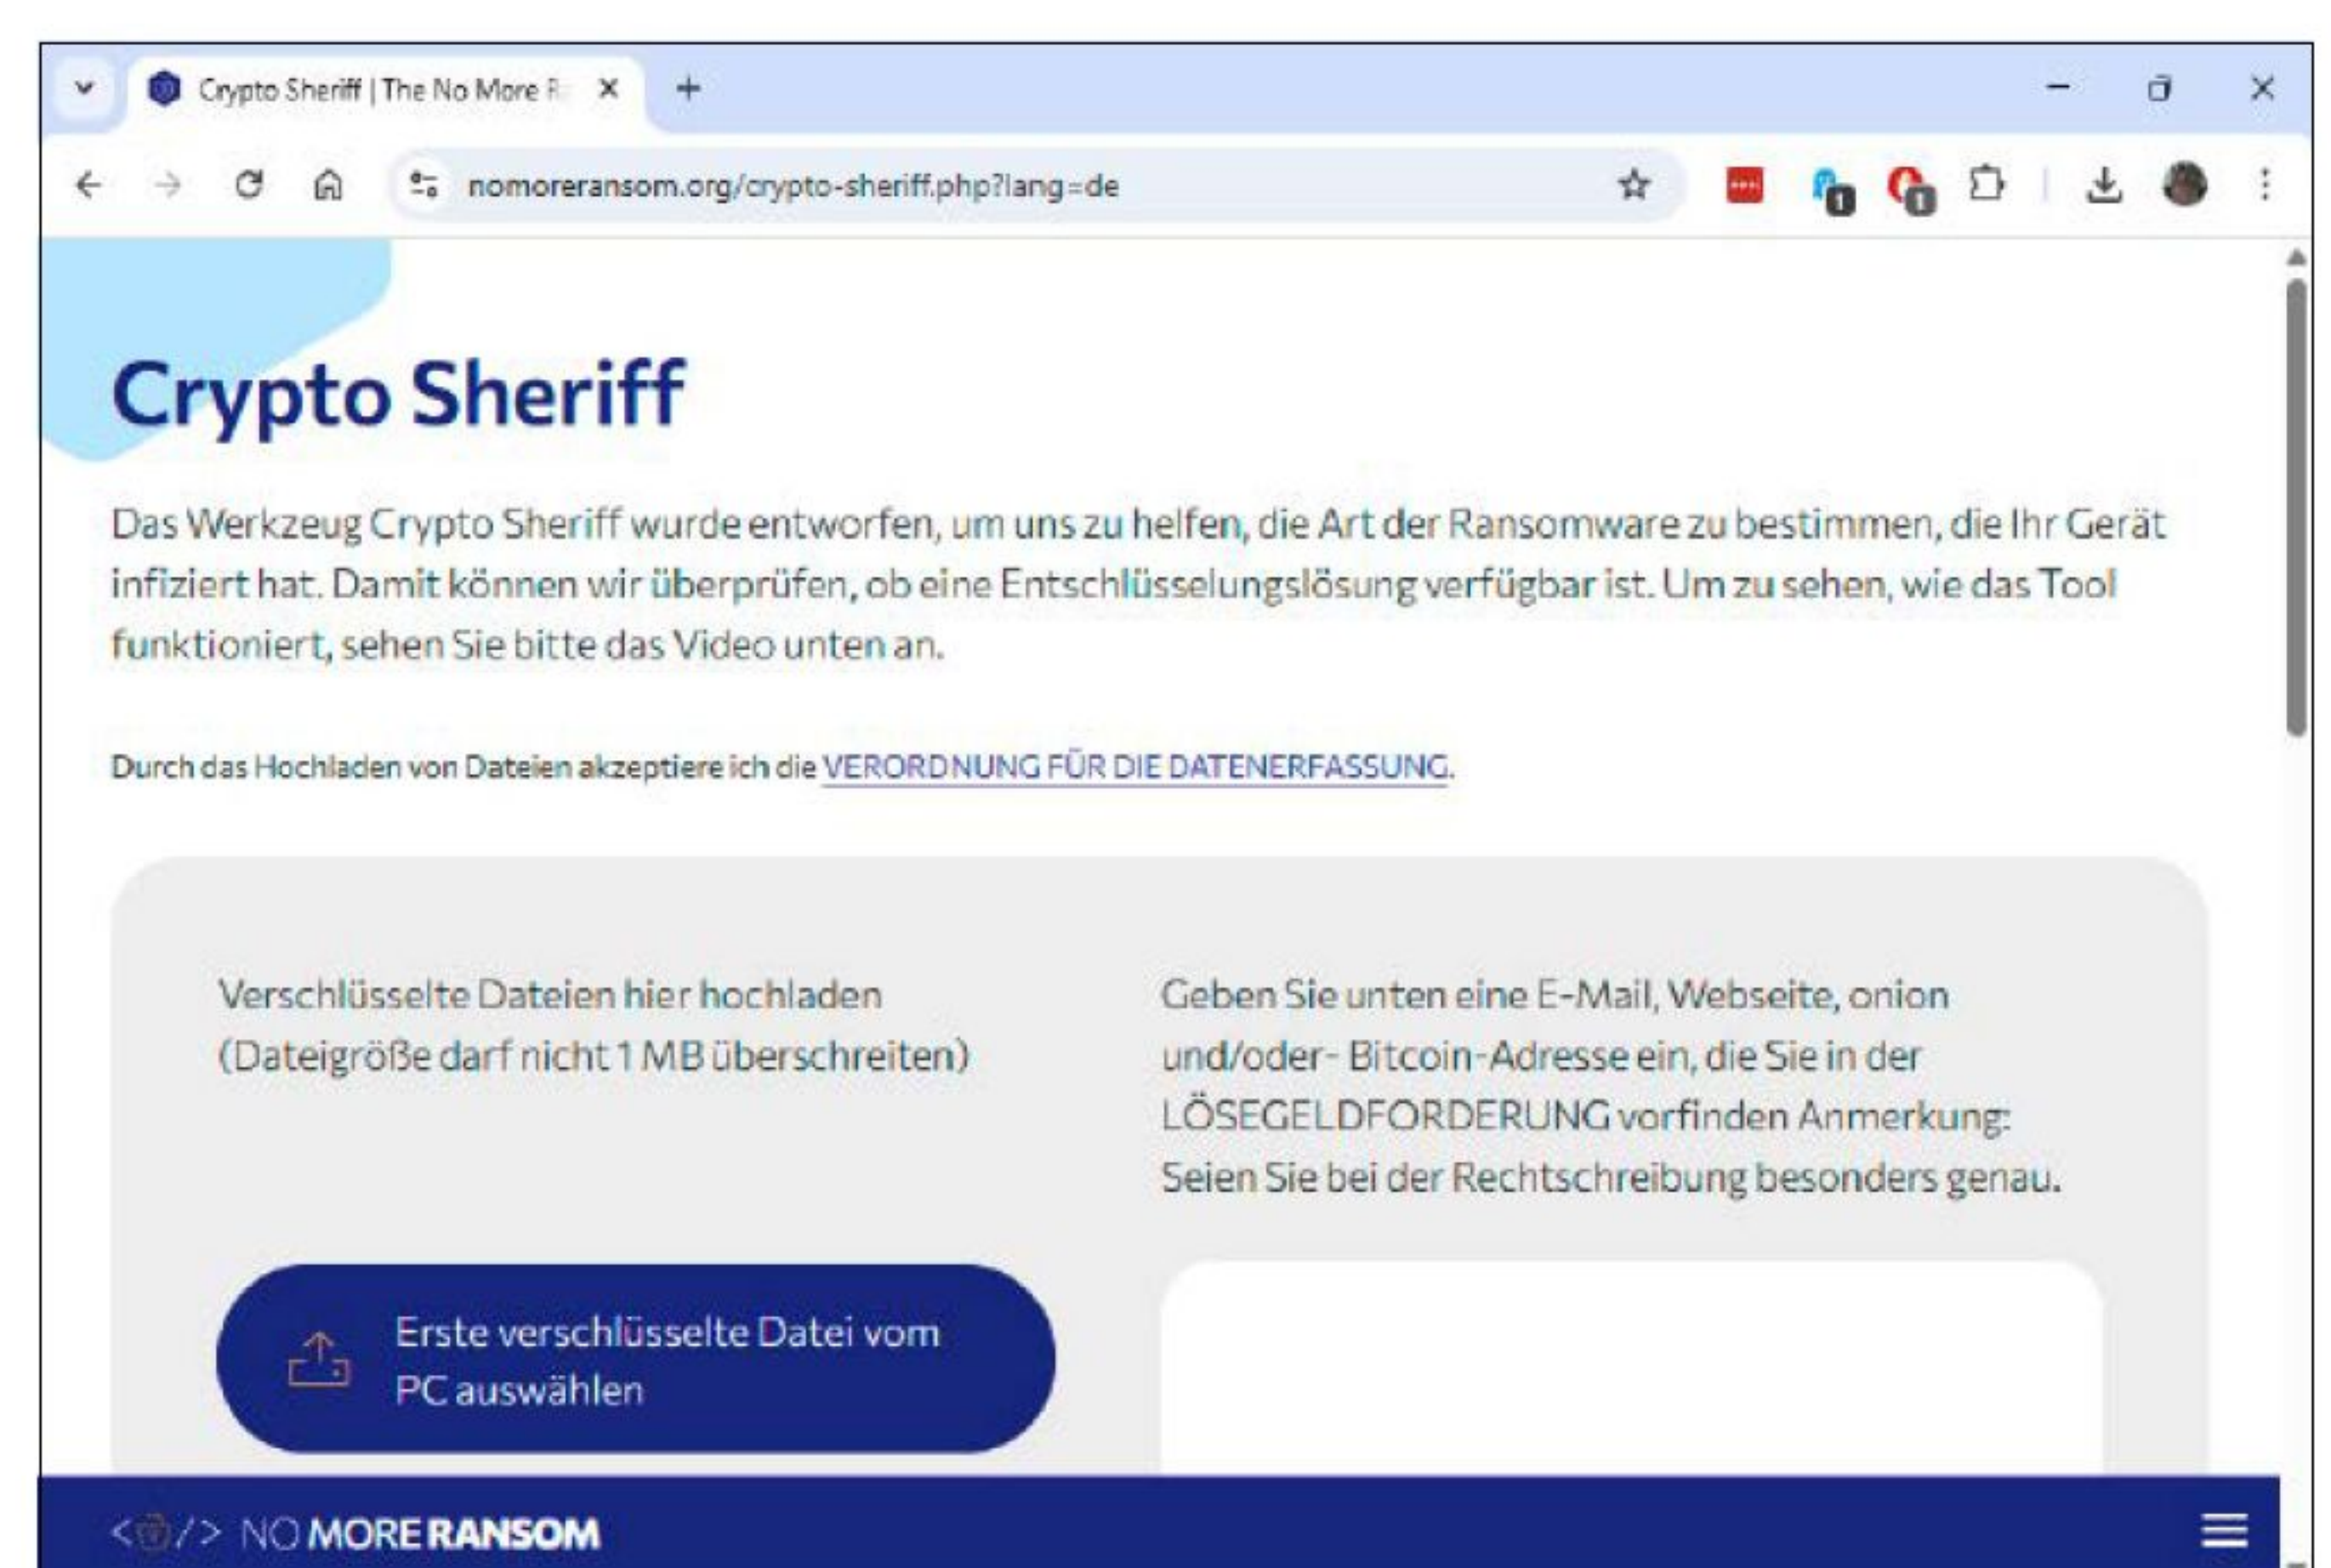 Crypto Sheriff | The No More
nomoreransom.org/crypto-sheriff.php?lang=de
1
1
Crypto Sheriff
Das Werkzeug Crypto Sheriff wurde entworfen, um uns zu helfen, die Art der Ransomware zu bestimmen, die Ihr Gerät
infiziert hat. Damit können wir überprüfen, ob eine Entschlüsselungslösung verfügbar ist. Um zu sehen, wie das Tool
funktioniert, sehen Sie bitte das Video unten an.
Durch das Hochladen von Dateien akzeptiere ich die VERORDNUNG FÜR DIE DATENERFASSUNG.
Verschlüsselte Dateien hier hochladen
(Dateigröße darf nicht 1 MB überschreiten)
Geben Sie unten eine E-Mail, Webseite, onion
und/oder- Bitcoin-Adresse ein, die Sie in der
LÖSEGELDFORDERUNG vorfinden Anmerkung:
Seien Sie bei der Rechtschreibung besonders genau.
Erste verschlüsselte Datei vom
PC auswählen
NO MORE RANSOM